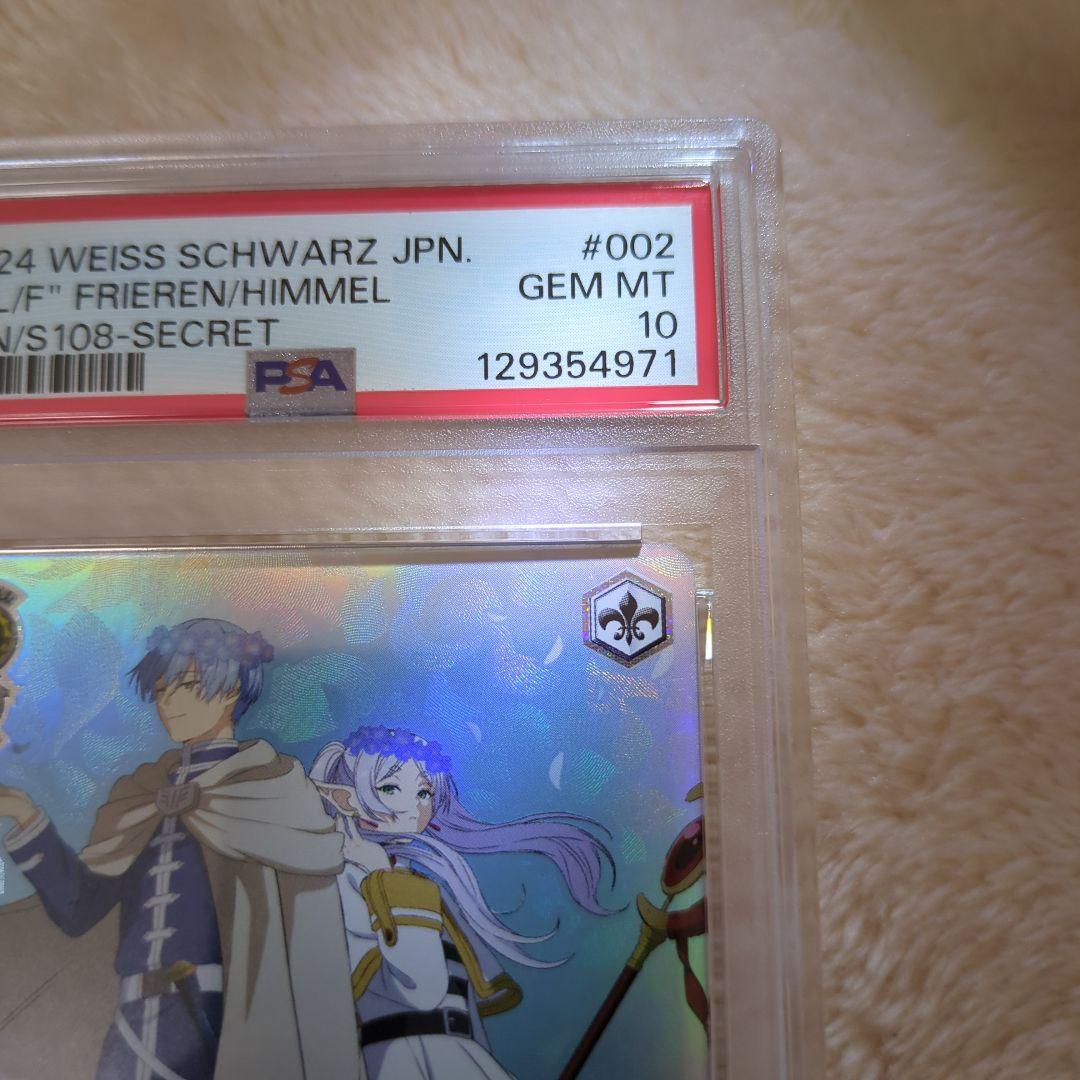 24 WEISS SCHWARZ JPN. #002
L/F" FRIEREN/HIMMEL GEM MT
N/S108-SECRET 10
PSA 129354971